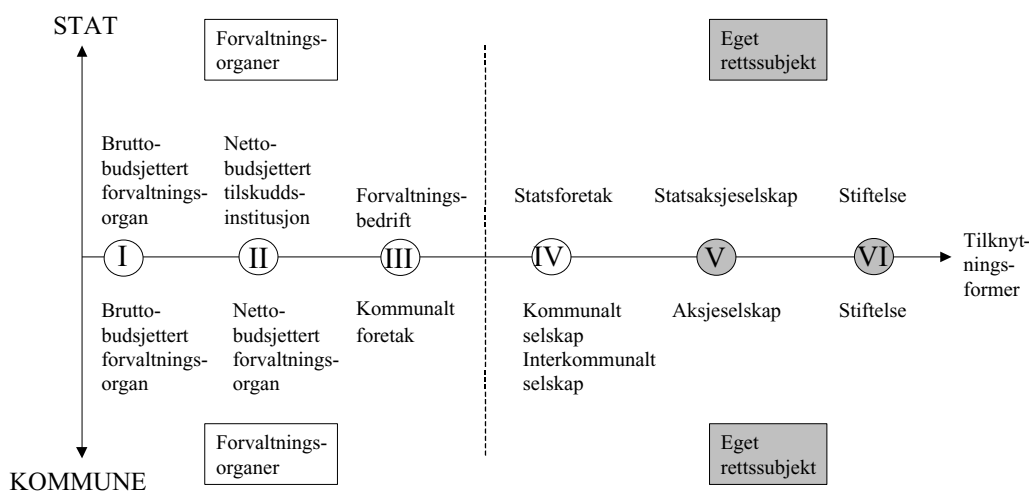 STAT
Forvaltnings-
organer
Eget
rettssubjekt
Brutto-
budsjettert
forvaltnings-
organ
Netto-
budsjettert
tilskudds-
institusjon
Forvaltnings-
bedrift
Statsforetak
Statsaksjeselskap
Stiftelse
I
II
III
IV
V
VI
Tilknyt-
nings-
former
Brutto-
budsjettert
forvaltnings-
organ
Netto-
budsjettert
forvaltnings-
organ
Kommunalt
foretak
Kommunalt
selskap
Interkommunalt
selskap
Aksjeselskap
Stiftelse
Forvaltnings-
organer
Eget
rettssubjekt
KOMMUNE